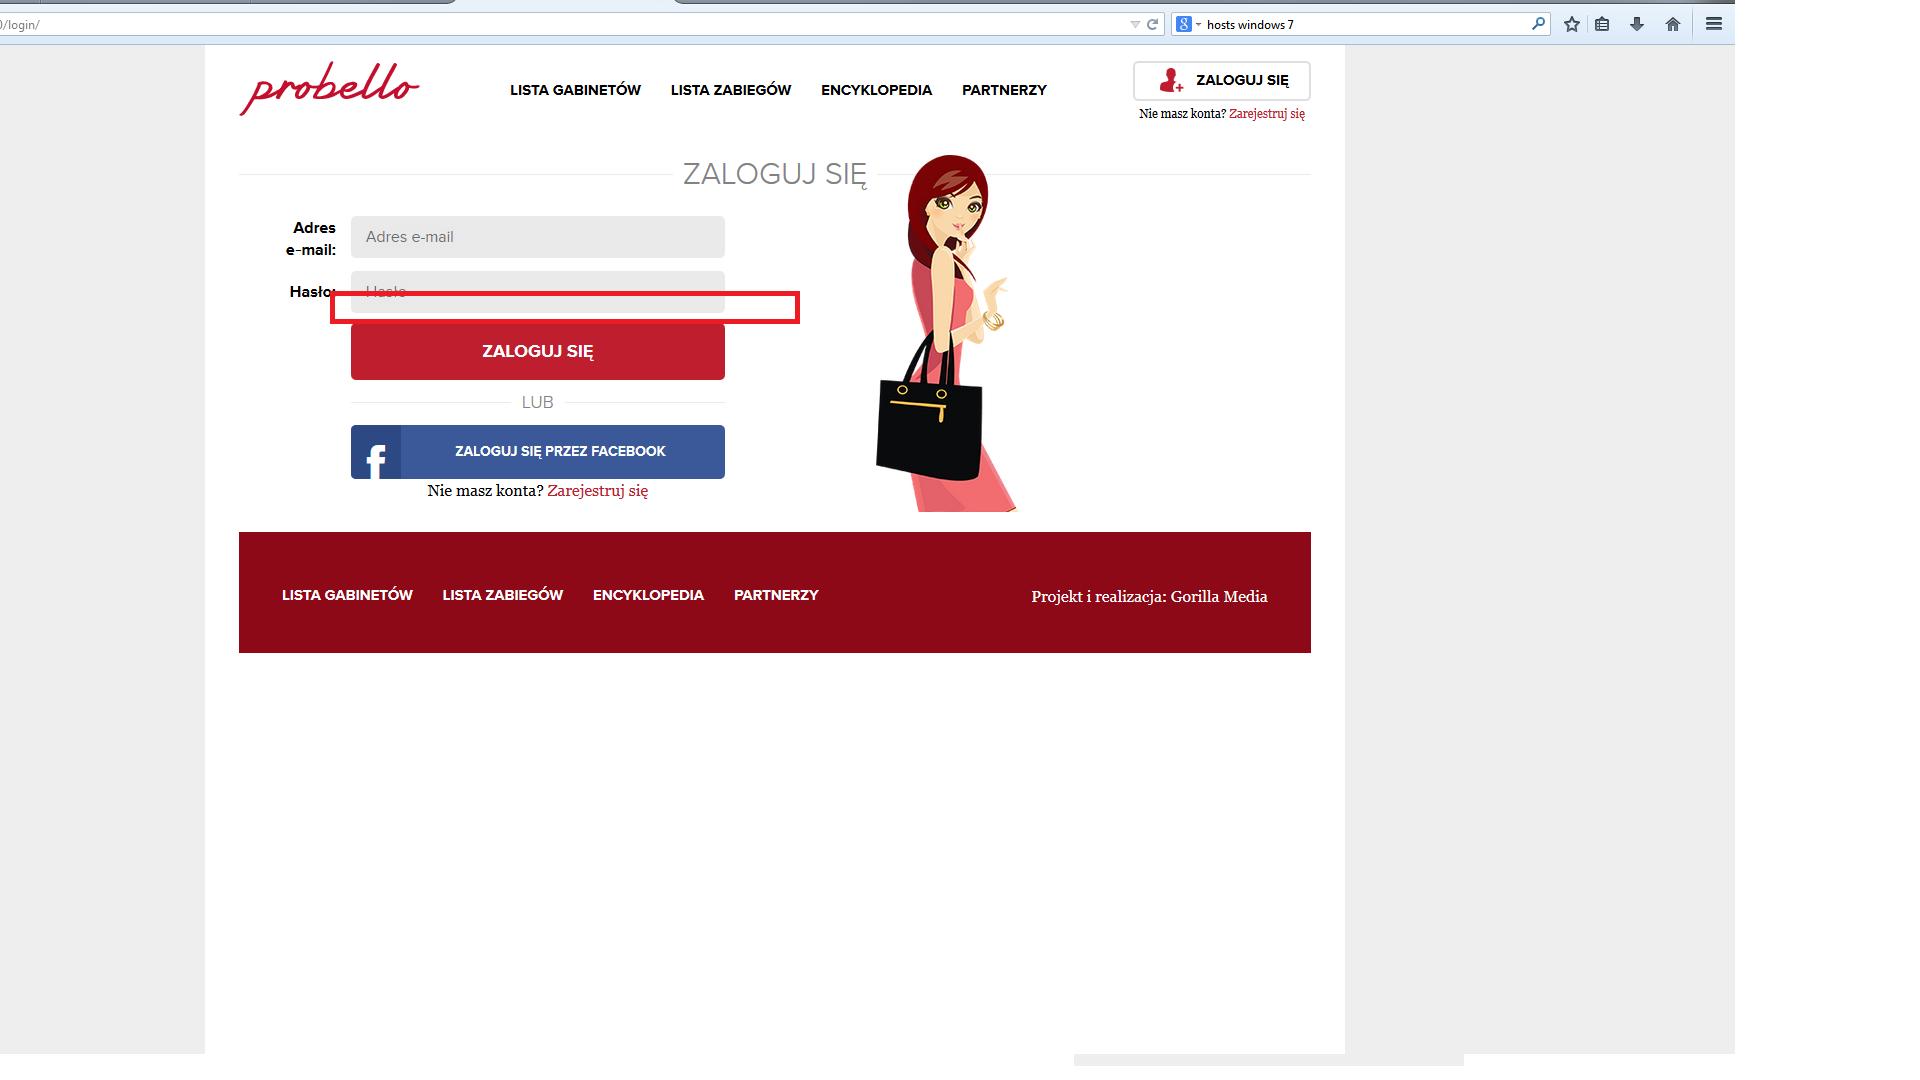 0/login/
hosts windows 7
probello
LISTA GABINETÓW LISTA ZABIEGÓW ENCYKLOPEDIA PARTNERZY
ZALOGUJ SIĘ
Nie masz konta? Zarejestruj się
ZALOGUJ SIĘ
Adres
e-mail:
Adres e-mail
Hasło:
Hasło
ZALOGUJ SIĘ
LUB
ZALOGUJ SIĘ PRZEZ FACEBOOK
Nie masz konta? Zarejestruj się
LISTA GABINETÓW LISTA ZABIEGÓW ENCYKLOPEDIA PARTNERZY
Projekt i realizacja: Gorilla Media